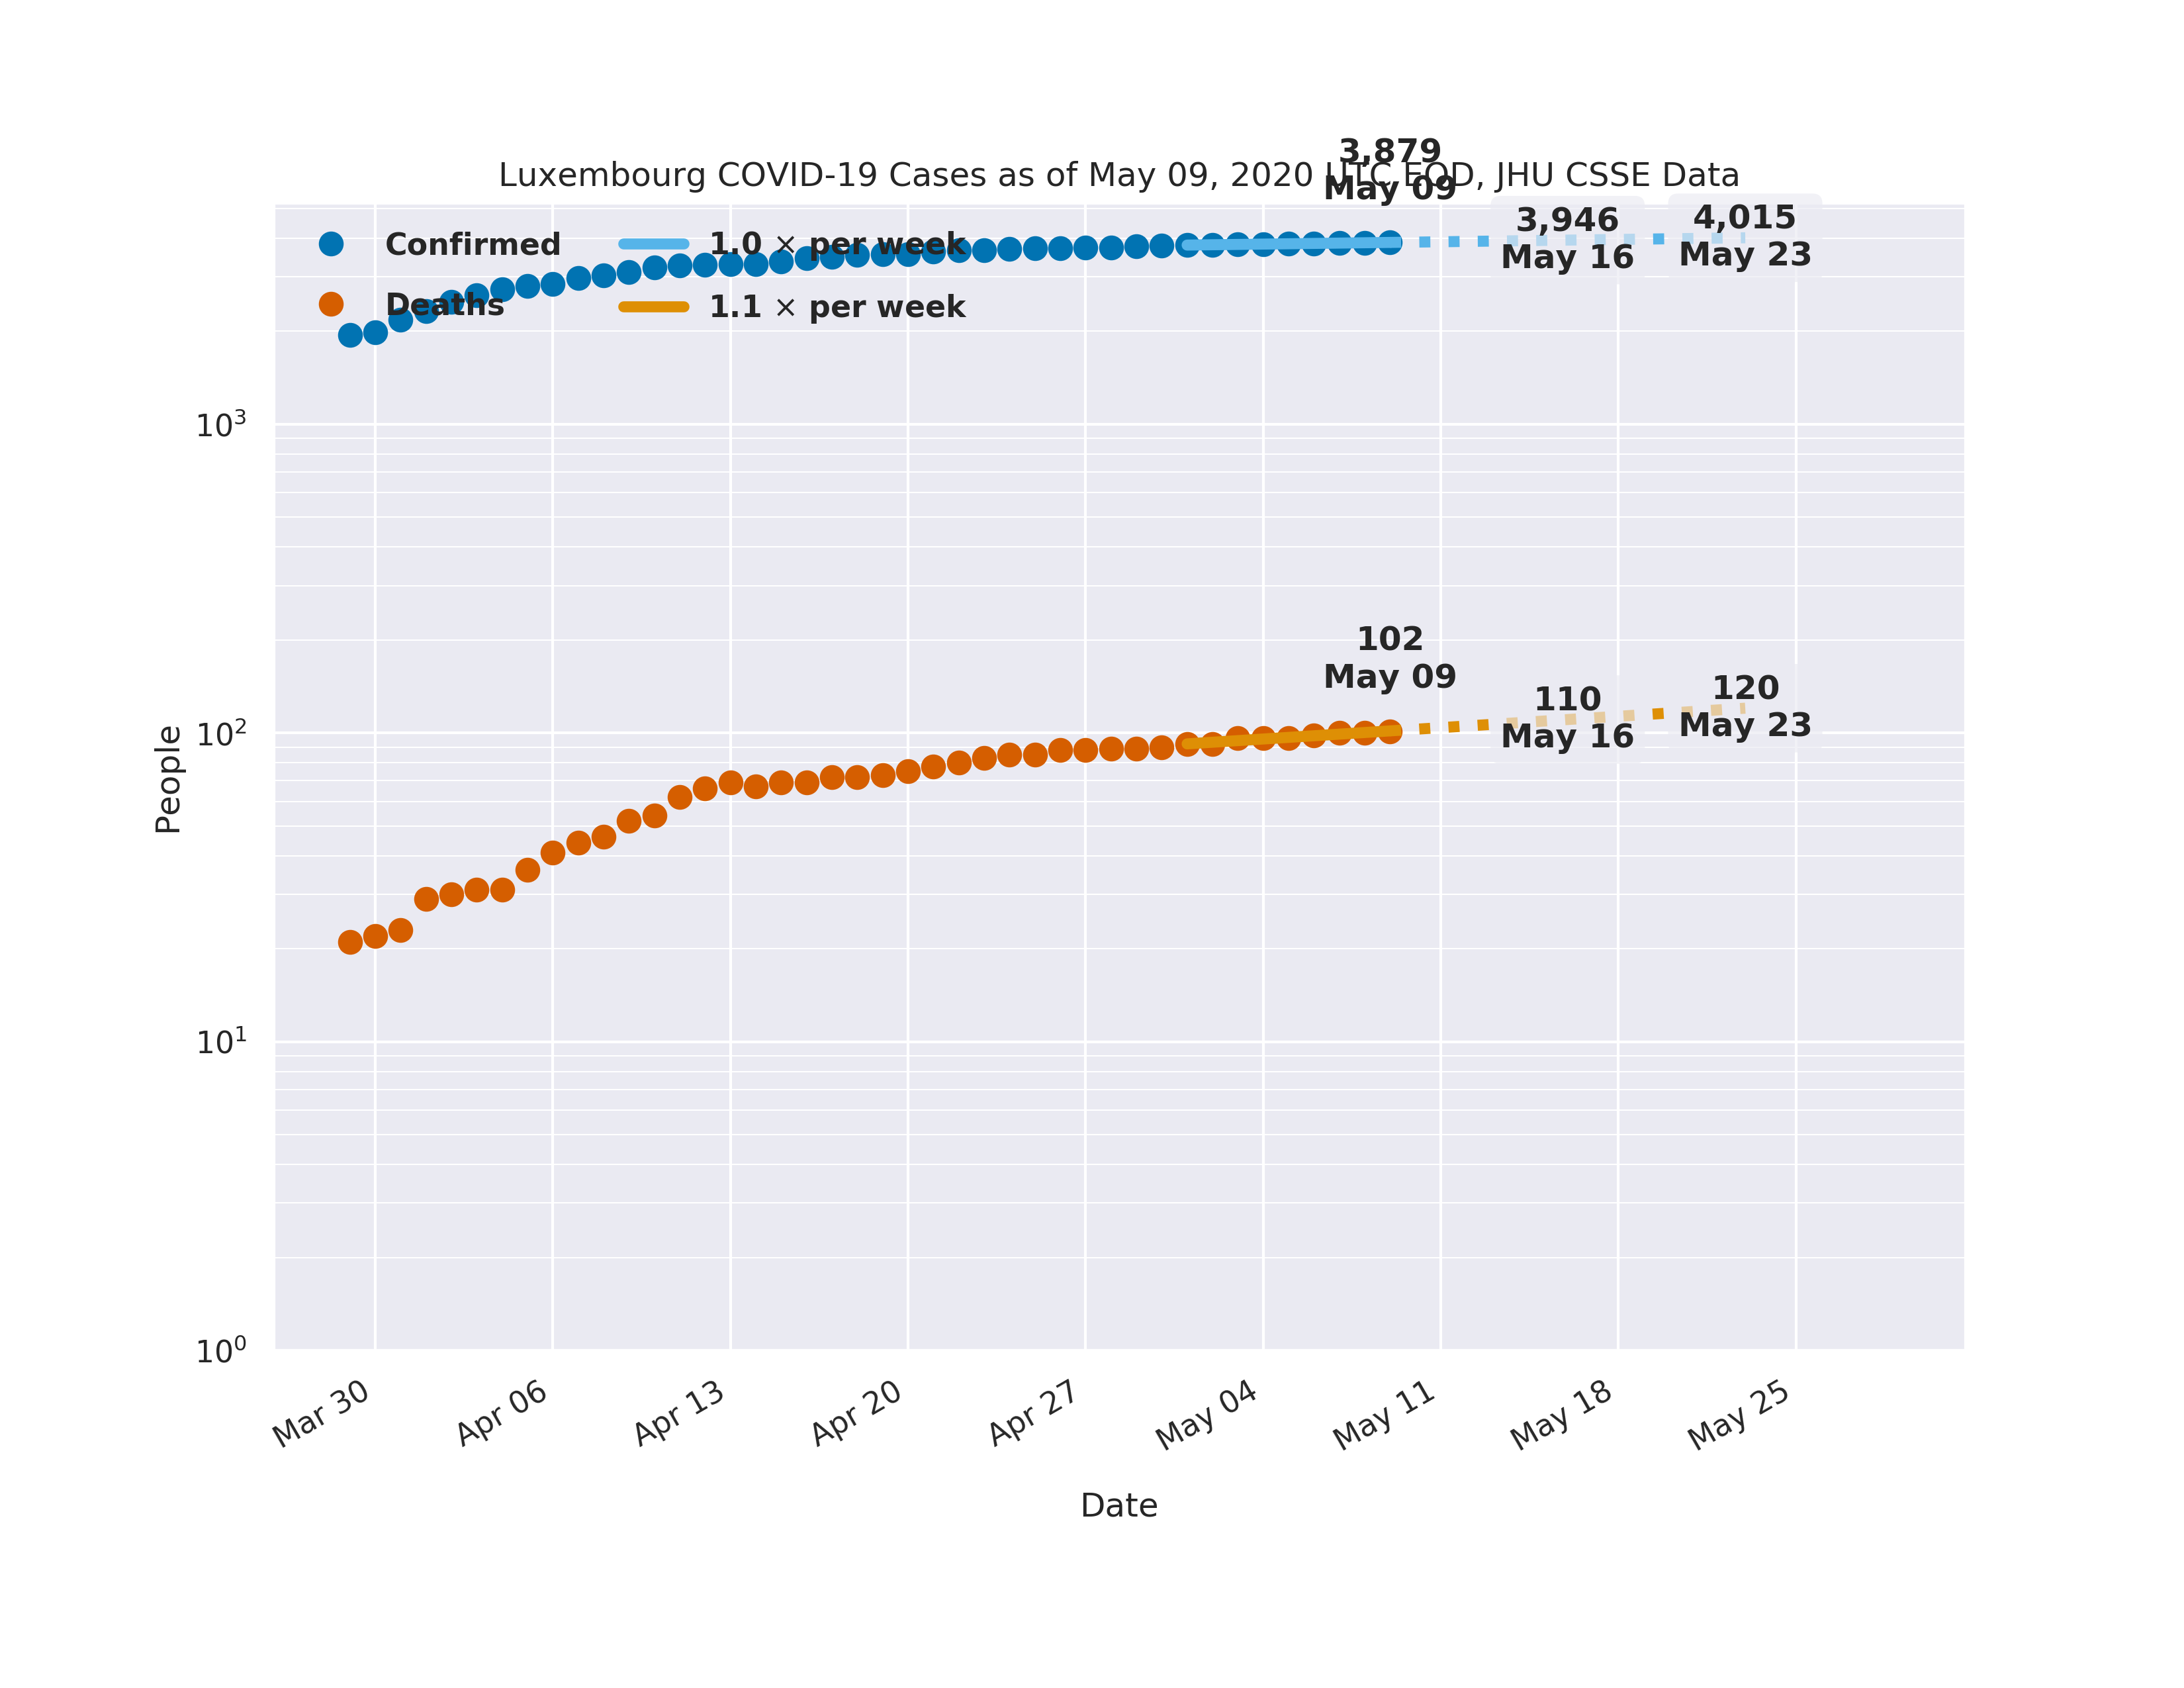 3,879
May 09
Luxembourg COVID-19 Cases as of May 09, 2020 UTC EOD, JHU CSSE Data
3,946
May 16
4,015
May 23
Confirmed
Deaths
1.0 × per week
1.1 × per week
10³
10²
10¹
10⁰
People
102
May 09
110
May 16
120
May 23
Mar 30
Apr 06
Apr 13
Apr 20
Apr 27
May 04
May 11
May 18
May 25
Date